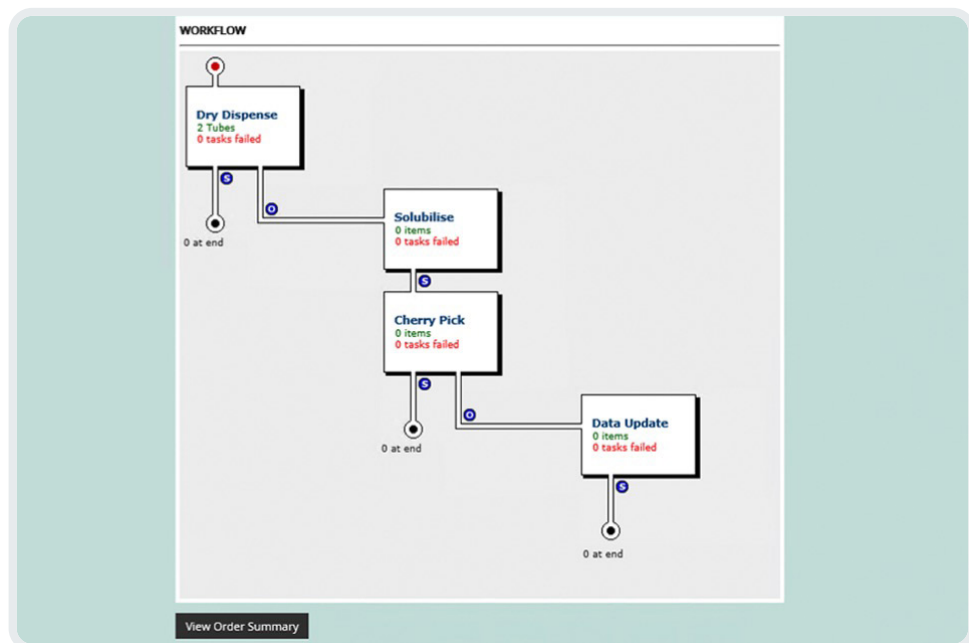 WORKFLOW
Dry Dispense
2 Tubes
0 tasks failed
S
O
0 at end
Solubilise
0 items
0 tasks failed
S
Cherry Pick
0 items
0 tasks failed
S
O
0 at end
Data Update
0 items
0 tasks failed
S
0 at end
View Order Summary